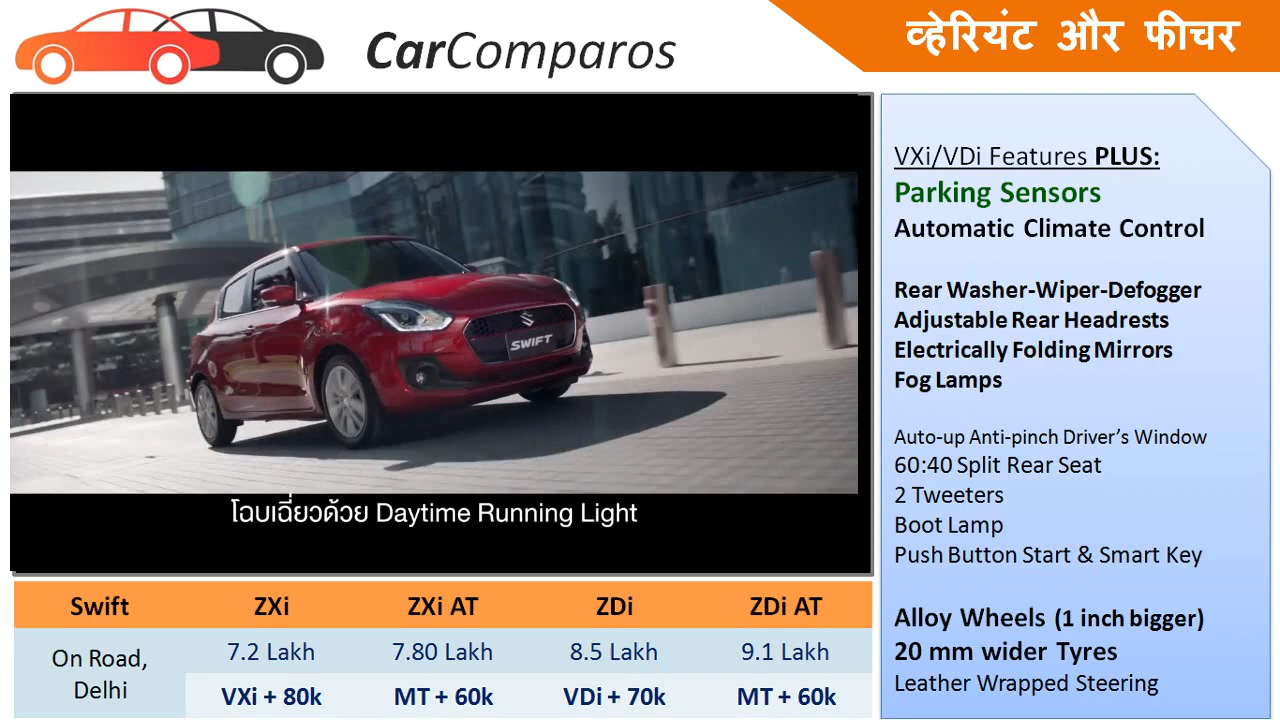 CarComparos
व्हेरियंट और फीचर
SWIFT
โฉบเฉี่ยวด้วย Daytime Running Light
VXi/VDi Features PLUS:
Parking Sensors
Automatic Climate Control
Rear Washer-Wiper-Defogger
Adjustable Rear Headrests
Electrically Folding Mirrors
Fog Lamps
Auto-up Anti-pinch Driver’s Window
60:40 Split Rear Seat
2 Tweeters
Boot Lamp
Push Button Start & Smart Key
Alloy Wheels (1 inch bigger)
20 mm wider Tyres
Leather Wrapped Steering
Swift ZXi ZXi AT ZDi ZDi AT
On Road, Delhi 7.2 Lakh 7.80 Lakh 8.5 Lakh 9.1 Lakh
VXi + 80k MT + 60k VDi + 70k MT + 60k